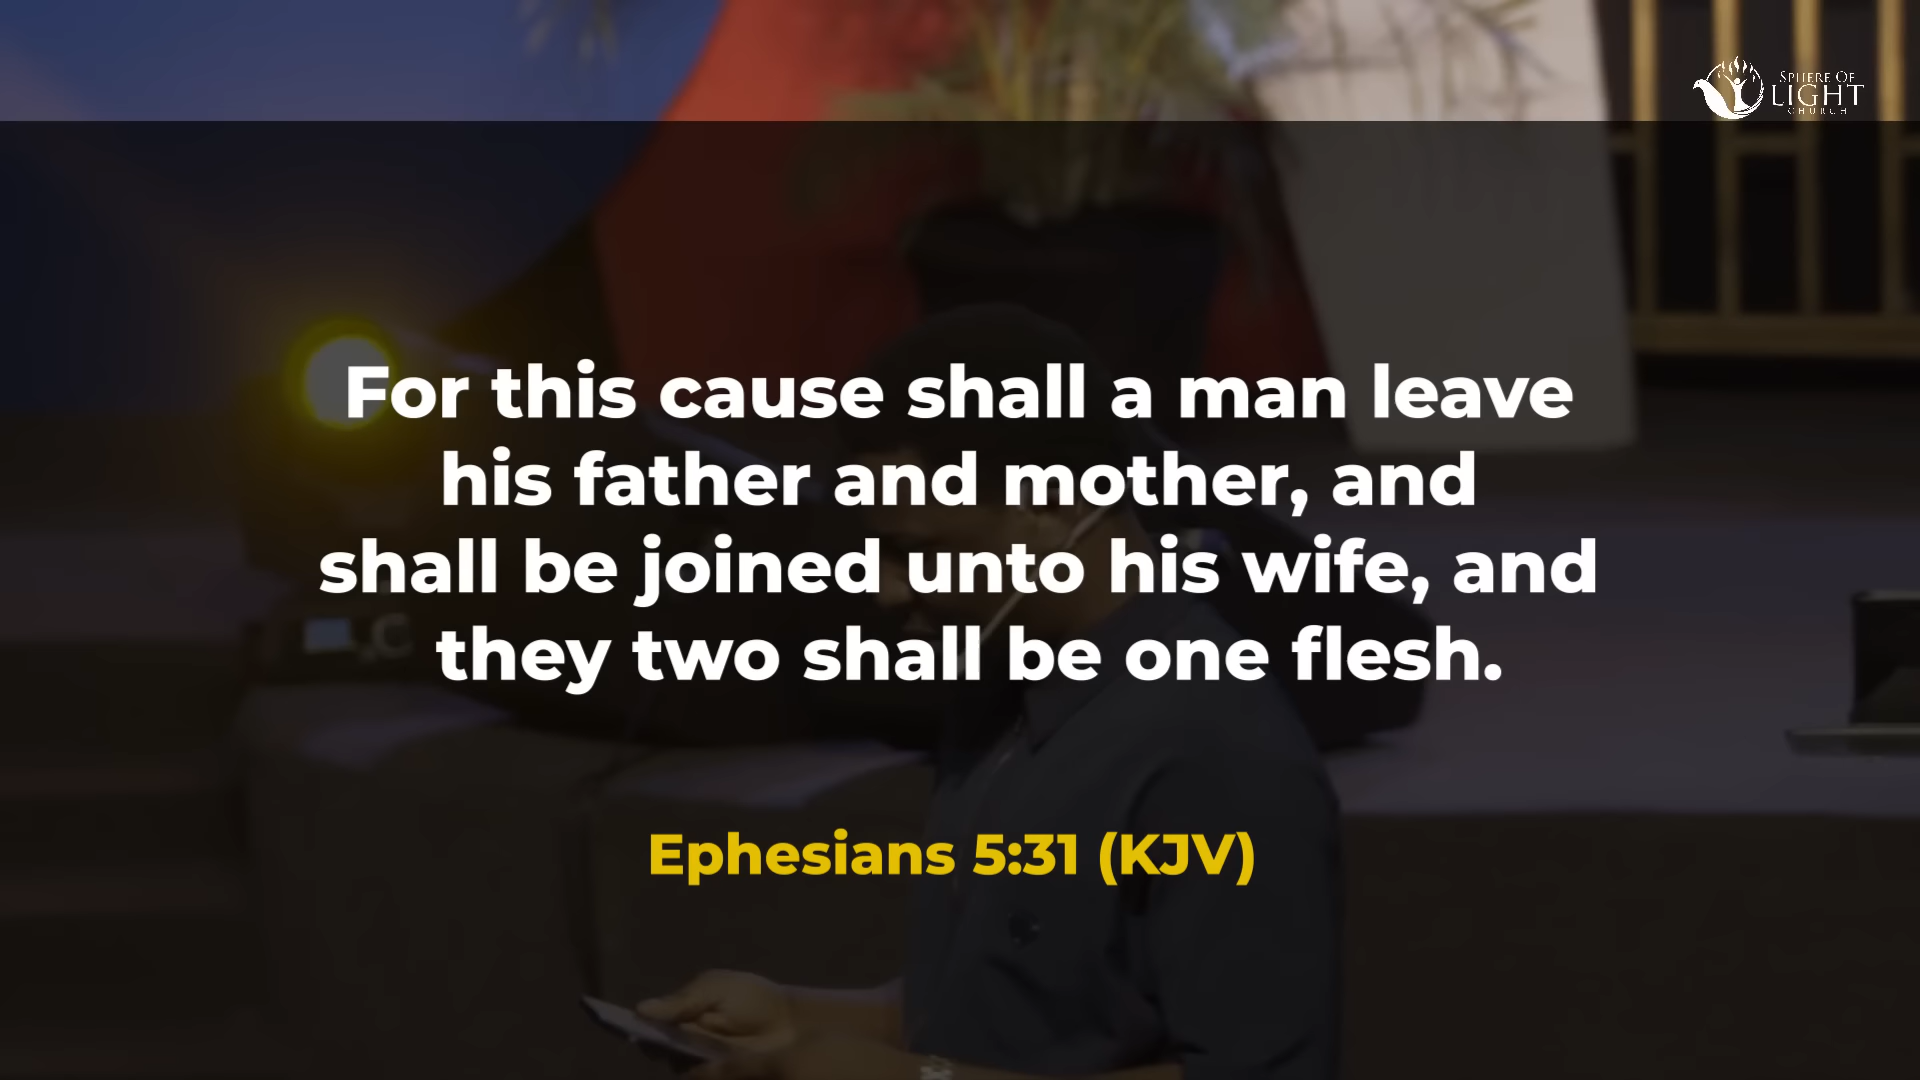 SPHERE OF
LIGHT
CHURCH
For this cause shall a man leave
his father and mother, and
shall be joined unto his wife, and
they two shall be one flesh.
Ephesians 5:31 (KJV)